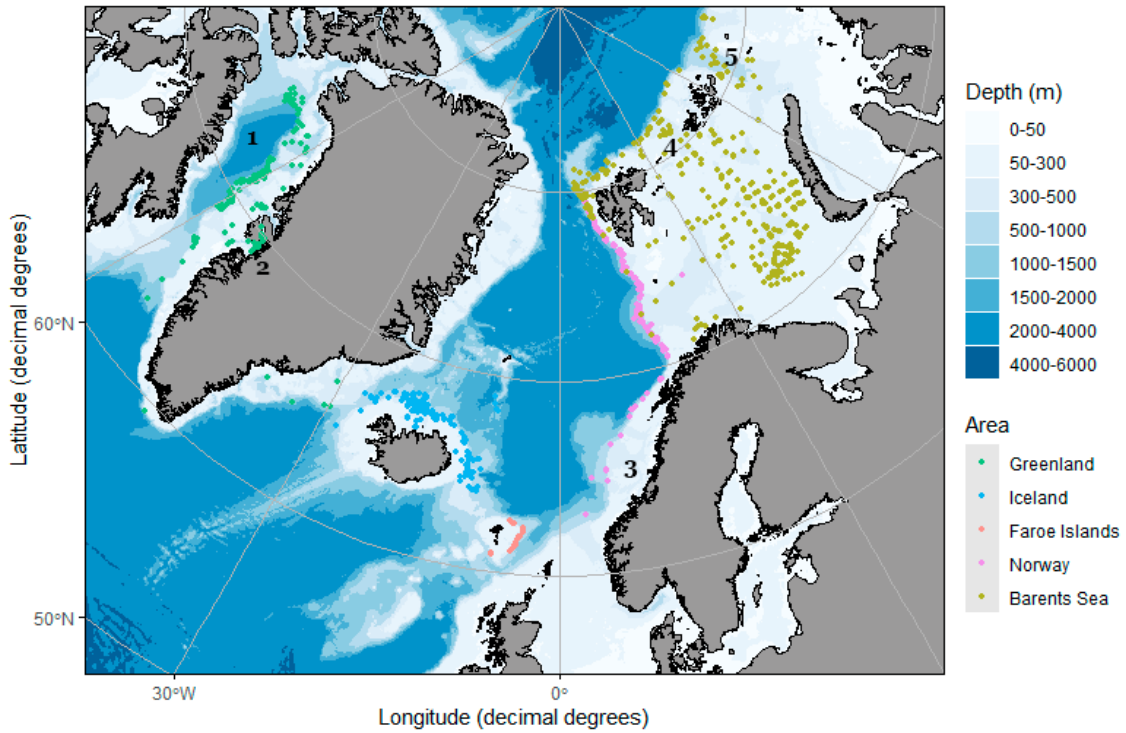 5
1
4
2
3
60°N
50°N
30°W
0°
Latitude (decimal degrees)
Longitude (decimal degrees)
Depth (m)
0-50
50-300
300-500
500-1000
1000-1500
1500-2000
2000-4000
4000-6000
Area
Greenland
Iceland
Faroe Islands
Norway
Barents Sea